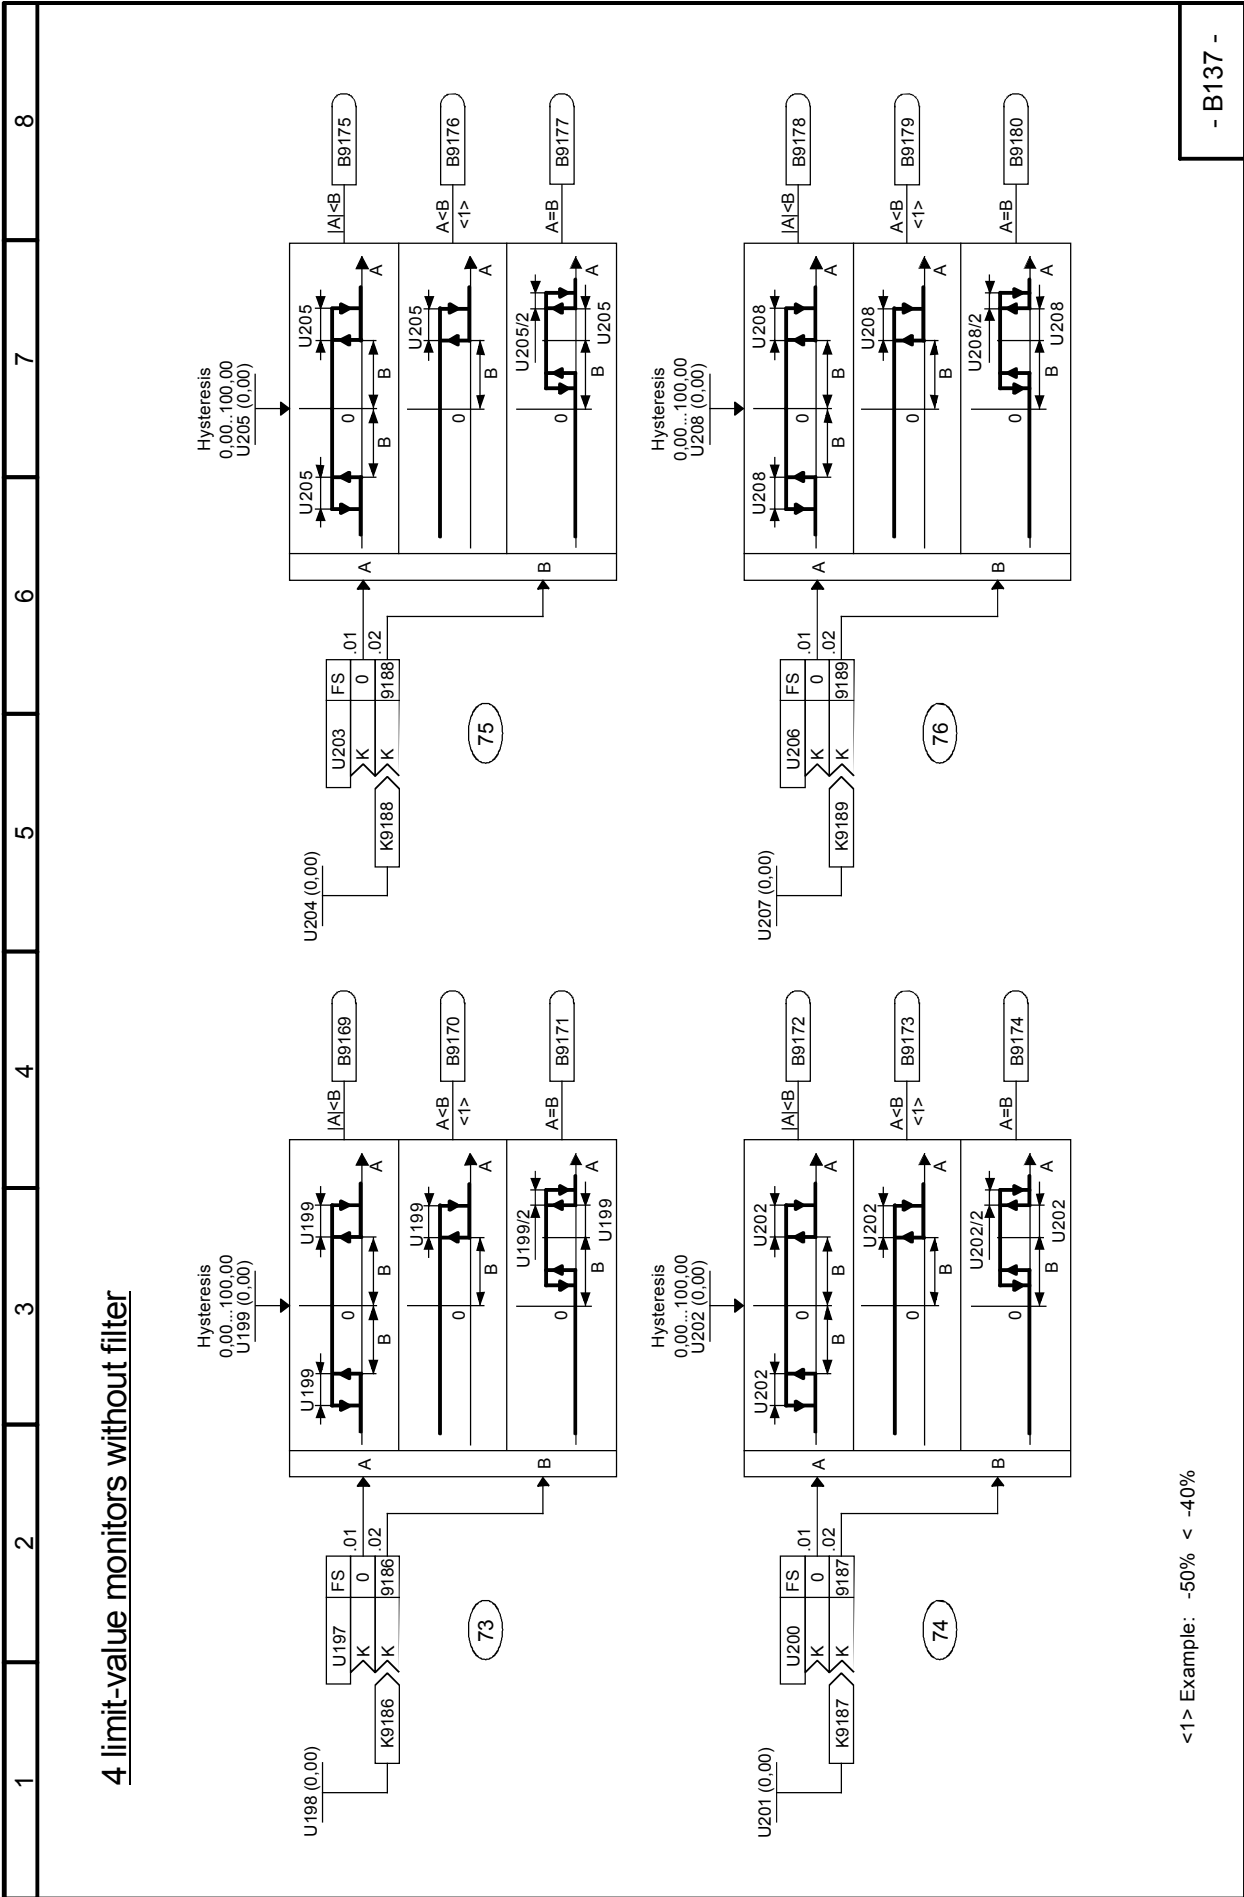 1 2 3 4 5 6 7 8
4 limit-value monitors without filter
Hysteresis
0,00...100,00
U199 (0,00)
U198 (0,00)
K9186
U197 FS
K 0 .01
K 9186 .02
73
A
B
U199 U199
B 0 B A
|A|<B
B9169
U199
0 B A
A<B
<1>
B9170
U199/2
0 B U199 A
A=B
B9171
Hysteresis
0,00...100,00
U205 (0,00)
U204 (0,00)
K9188
U203 FS
K 0 .01
K 9188 .02
75
A
B
U205 U205
B 0 B A
|A|<B
B9175
U205
0 B A
A<B
<1>
B9176
U205/2
0 B U205 A
A=B
B9177
Hysteresis
0,00...100,00
U202 (0,00)
U201 (0,00)
K9187
U200 FS
K 0 .01
K 9187 .02
74
A
B
U202 U202
B 0 B A
|A|<B
B9172
U202
0 B A
A<B
<1>
B9173
U202/2
0 B U202 A
A=B
B9174
Hysteresis
0,00...100,00
U208 (0,00)
U207 (0,00)
K9189
U206 FS
K 0 .01
K 9189 .02
76
A
B
U208 U208
B 0 B A
|A|<B
B9178
U208
0 B A
A<B
<1>
B9179
U208/2
0 B U208 A
A=B
B9180
<1> Example: -50% < -40%
- B137 -